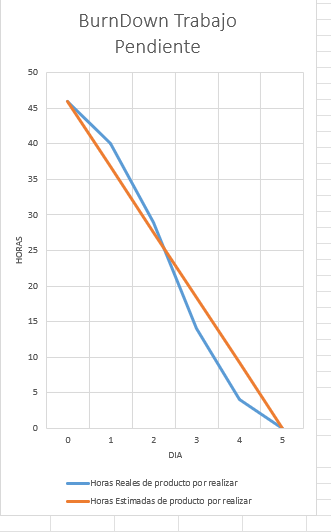 BurnDown Trabajo
Pendiente
50
45
40
35
30
25
20
15
10
5
0
HORAS
0 1 2 3 4 5
DIA
Horas Reales de producto por realizar
Horas Estimadas de producto por realizar